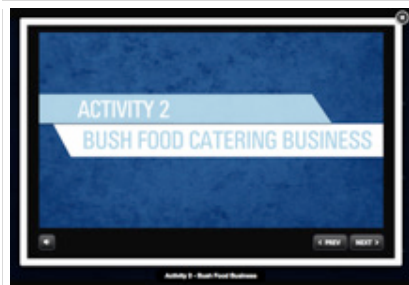 ACTIVITY 2
BUSH FOOD CATERING BUSINESS
< PREV
NEXT >
Activity 2 - Bush Food Business